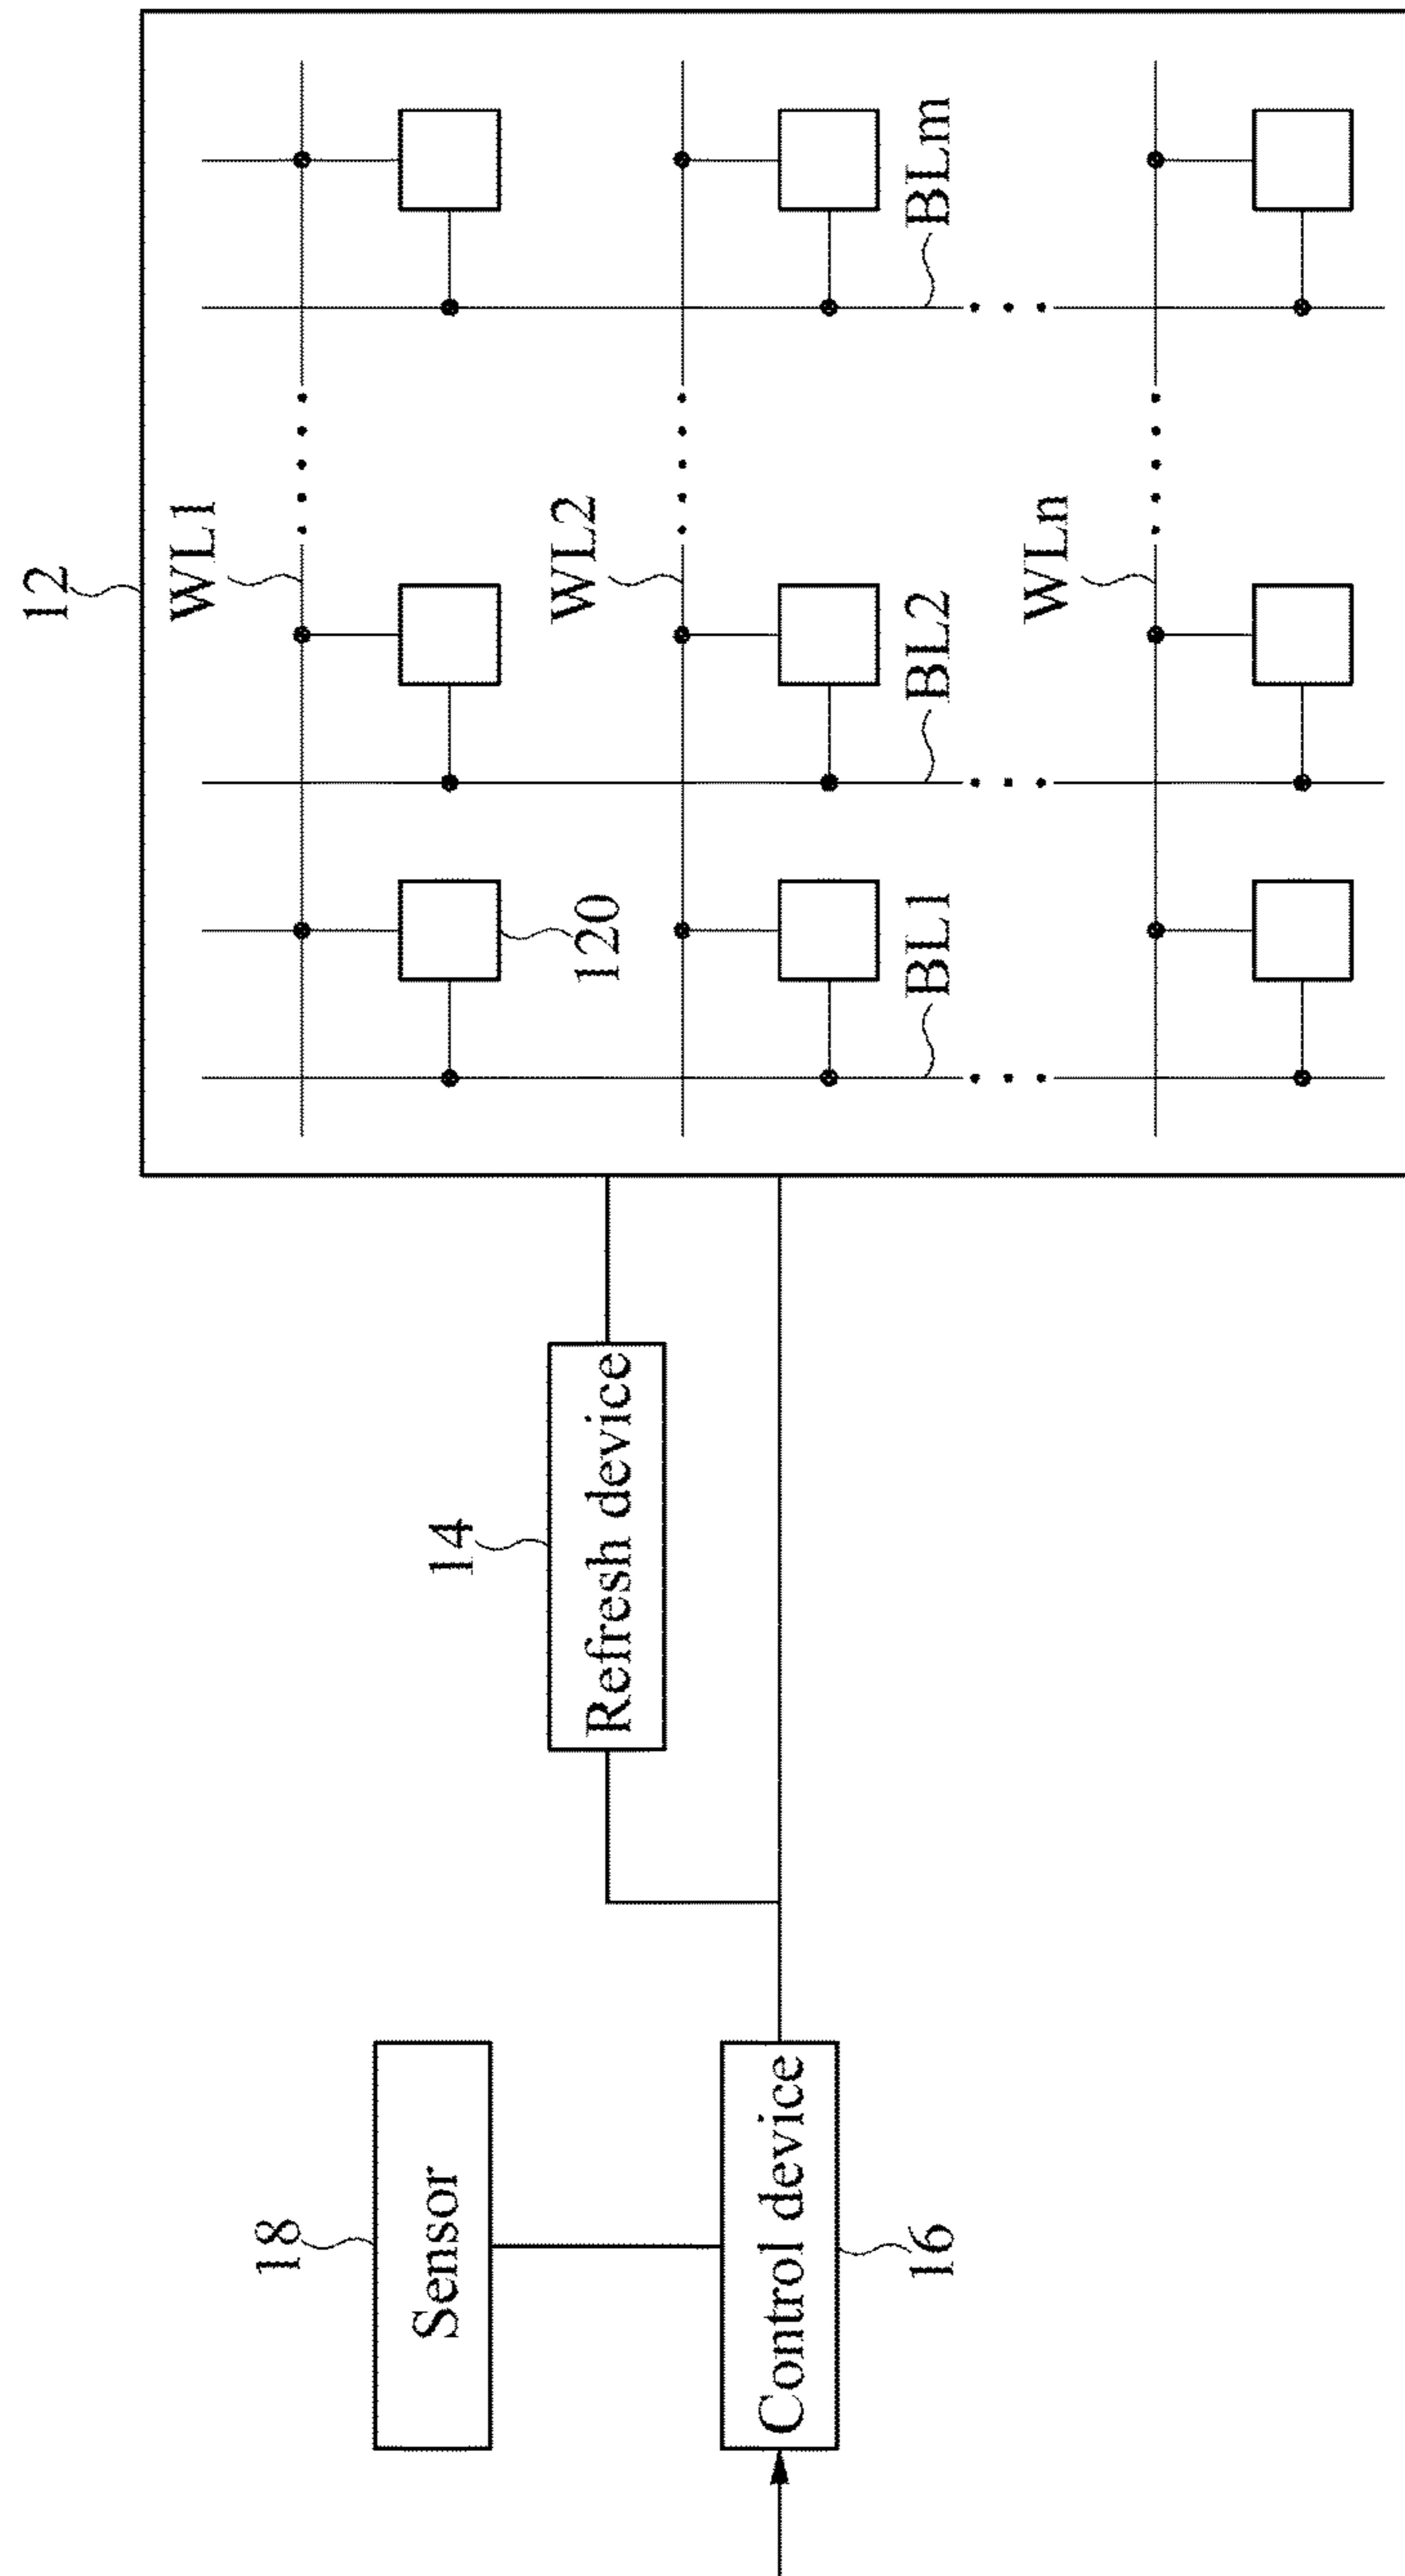 12
WL1
120
WL2
BL1
BL2
BLm
WLn
14
Refresh device
18
Sensor
Control device
16